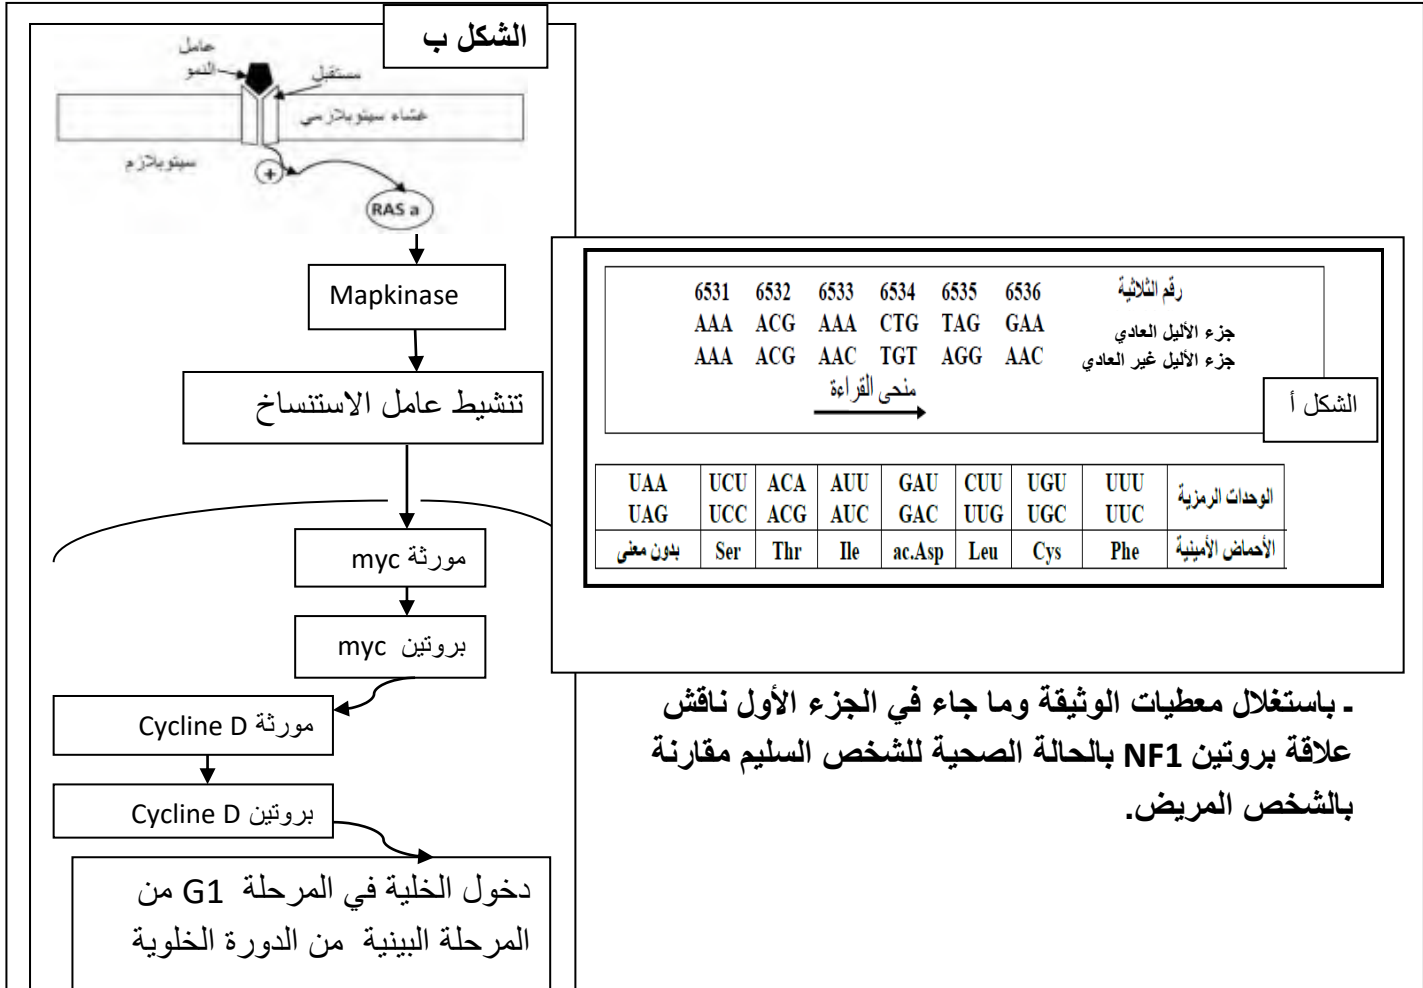 الشكل ب
عامل
النمو
مستقبل
غشاء سيتوبلازمي
سيتوبلازم
+
RAS a
Mapkinase
تنشيط عامل الاستنساخ
مورثة myc
بروتين myc
مورثة Cycline D
بروتين Cycline D
دخول الخلية في المرحلة G1 من
المرحلة البينية من الدورة الخلوية
رقم الثلاثية 6531 6532 6533 6534 6535 6536
جزء الأليل العادي AAA ACG AAA CTG TAG GAA
جزء الأليل غير العادي AAA ACG AAC TGT AGG AAC
منحى القراءة
الشكل أ
UAA UCU ACA AUU GAU CUU UGU UUU
الوحدات الرمزية
UAG UCC ACG AUC GAC UUG UGC UUC
بدون معنى Ser Thr Ile ac.Asp Leu Cys Phe الأحماض الأمينية
ـ باستغلال معطيات الوثيقة وما جاء في الجزء الأول ناقش
علاقة بروتين NF1 بالحالة الصحية للشخص السليم مقارنة
بالشخص المريض.